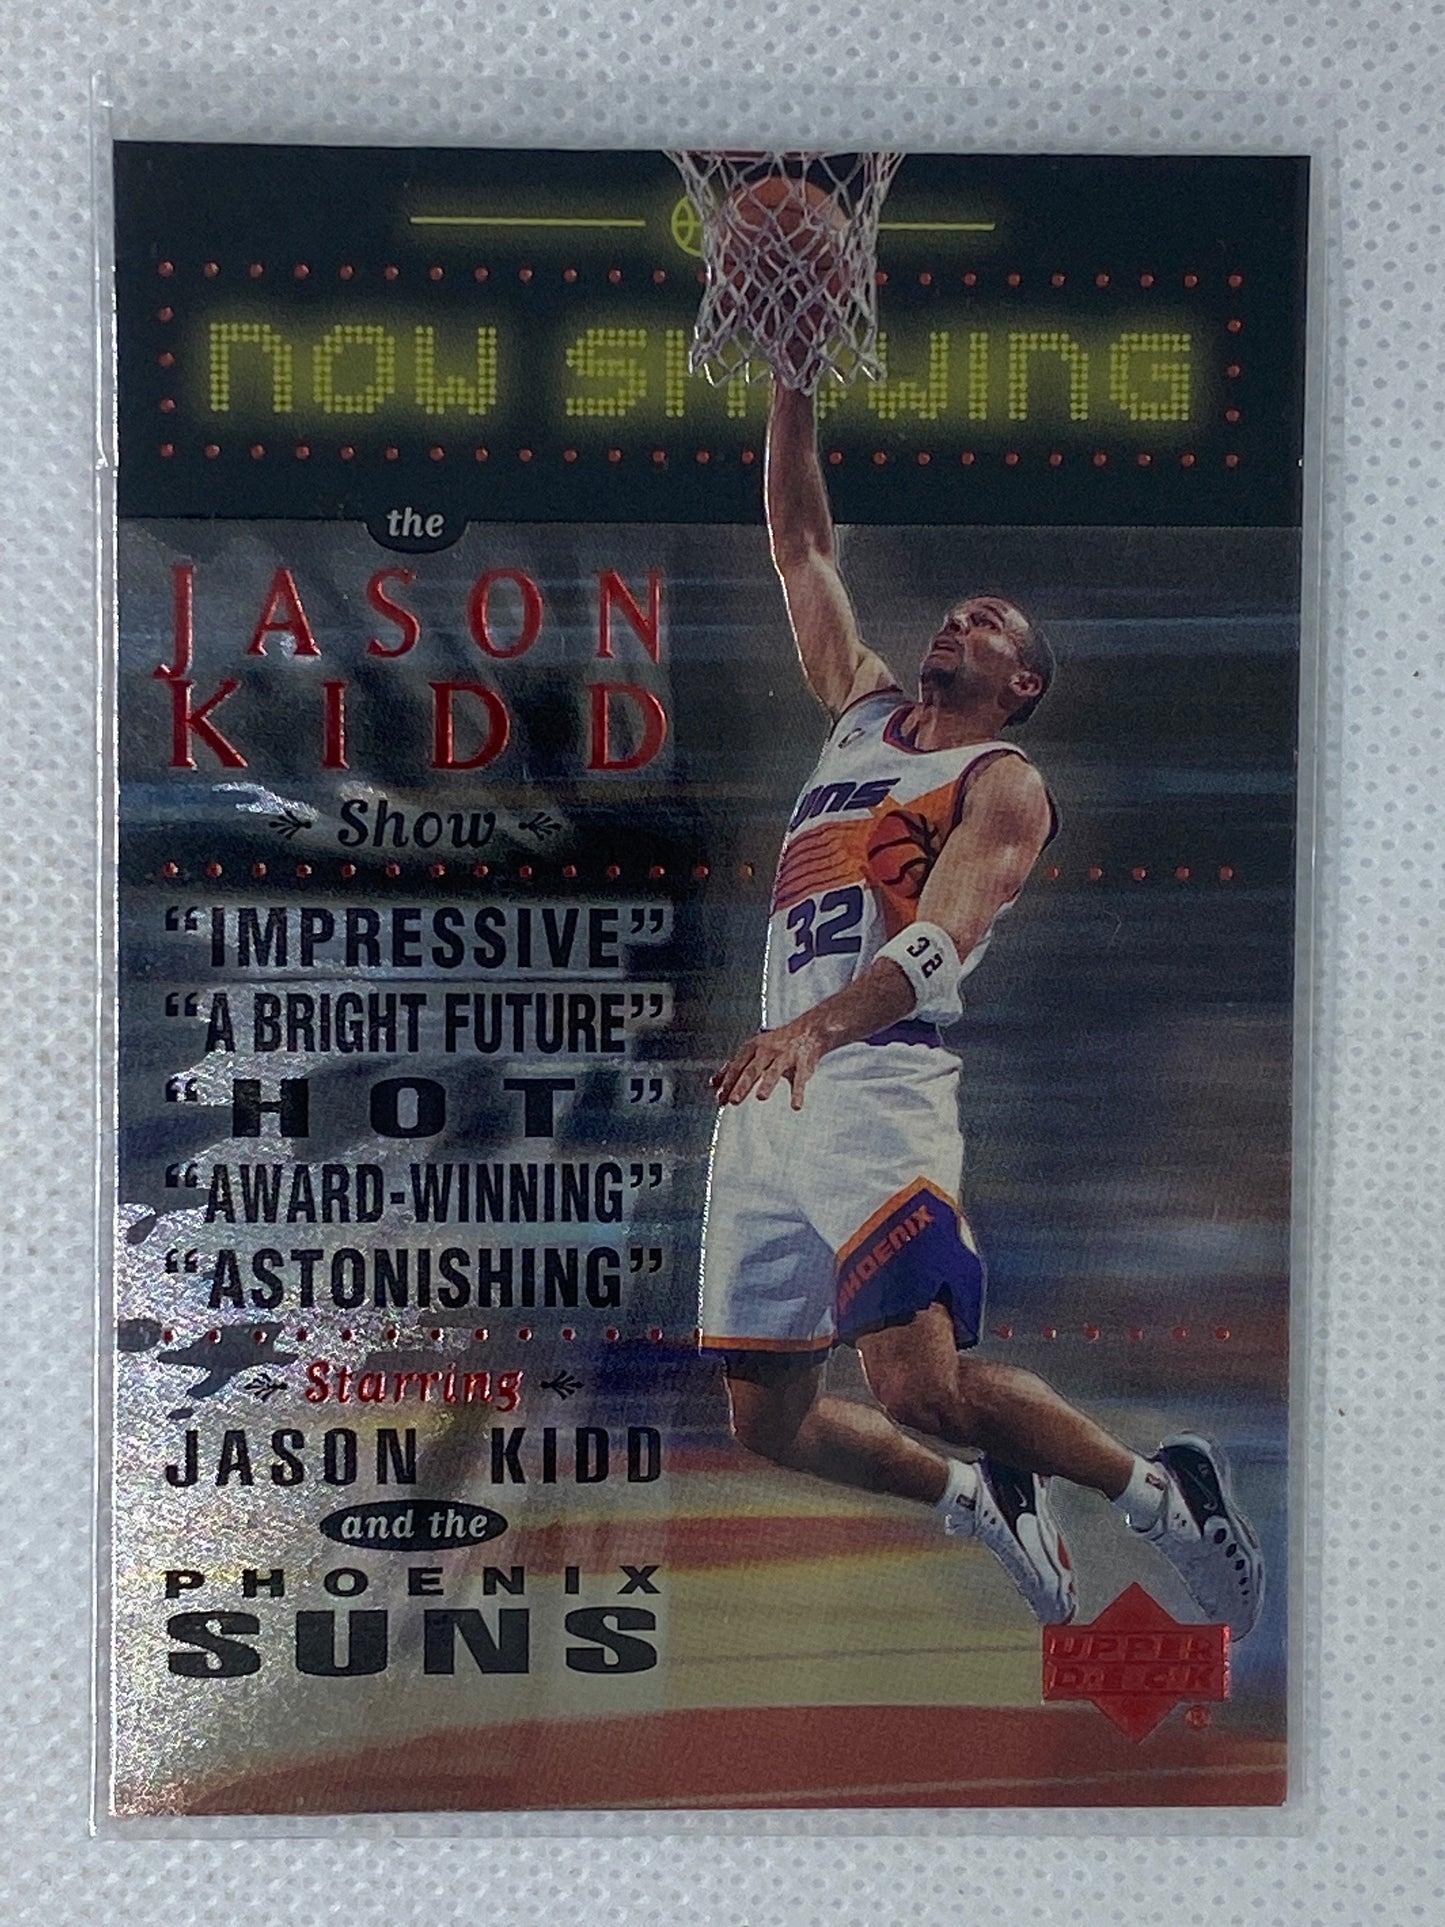 NOW SHOWING
the
JASON
KIDD
Show
"IMPRESSIVE"
"A BRIGHT FUTURE"
"HOT"
"AWARD-WINNING"
"ASTONISHING"
Starring
JASON KIDD
and the
PHOENIX
SUNS
UNS
32
32
PHOENIX
UPPER
DECK
®